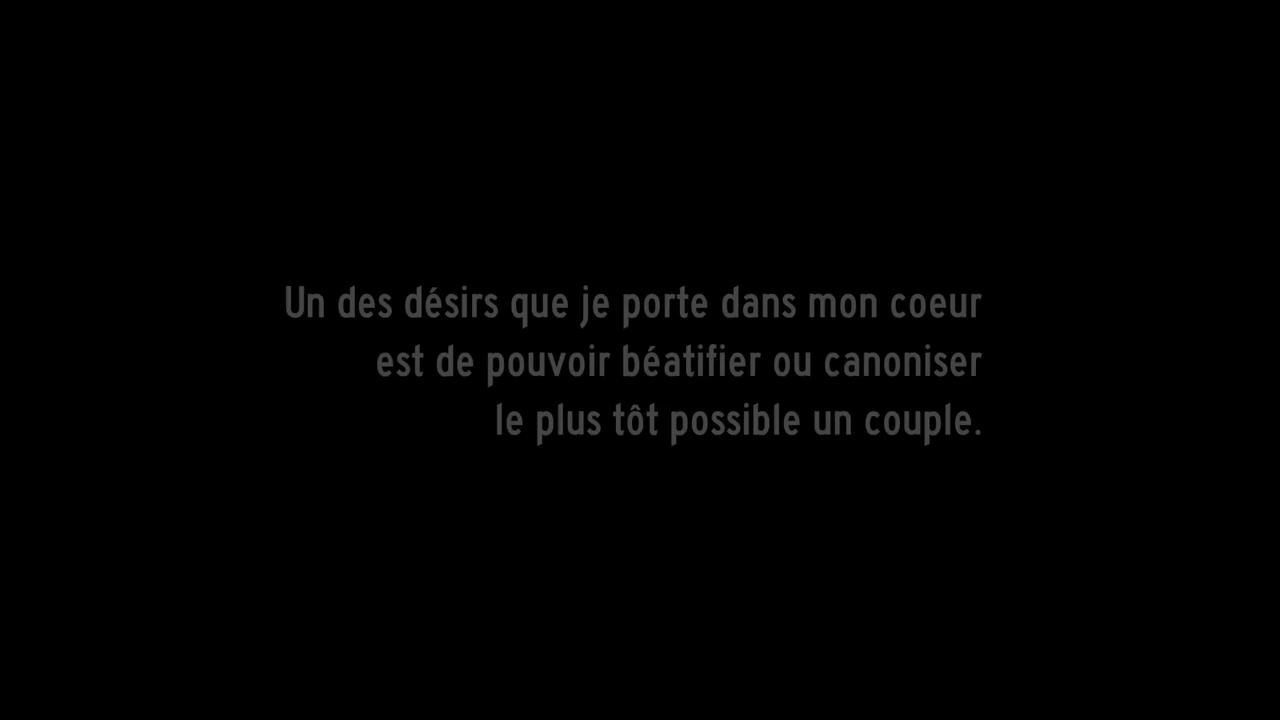 Un des désirs que je porte dans mon coeur
est de pouvoir béatifier ou canoniser
le plus tôt possible un couple.